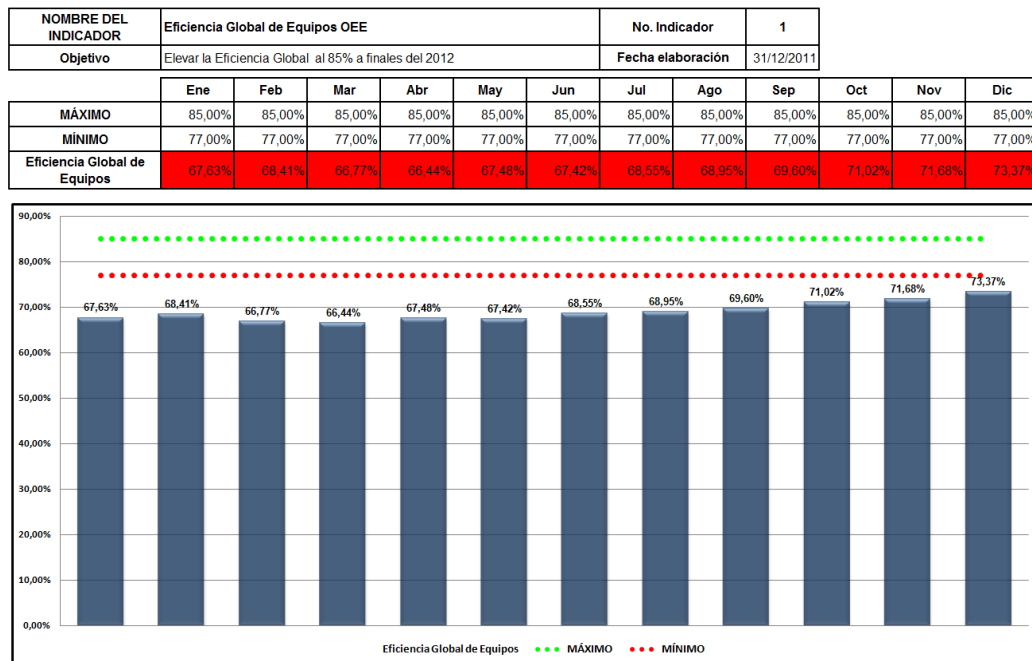 NOMBRE DEL INDICADOR Eficiencia Global de Equipos OEE No. Indicador 1
Objetivo Elevar la Eficiencia Global al 85% a finales del 2012 Fecha elaboración 31/12/2011
Ene Feb Mar Abr May Jun Jul Ago Sep Oct Nov Dic
MÁXIMO 85,00% 85,00% 85,00% 85,00% 85,00% 85,00% 85,00% 85,00% 85,00% 85,00% 85,00% 85,00%
MÍNIMO 77,00% 77,00% 77,00% 77,00% 77,00% 77,00% 77,00% 77,00% 77,00% 77,00% 77,00% 77,00%
Eficiencia Global de Equipos 67,63% 68,41% 66,77% 66,44% 67,48% 67,42% 68,55% 68,95% 69,60% 71,02% 71,68% 73,37%
90,00%
80,00%
70,00%
60,00%
50,00%
40,00%
30,00%
20,00%
10,00%
0,00%
67,63% 68,41% 66,77% 66,44% 67,48% 67,42% 68,55% 68,95% 69,60% 71,02% 71,68% 73,37%
Eficiencia Global de Equipos MÁXIMO MÍNIMO